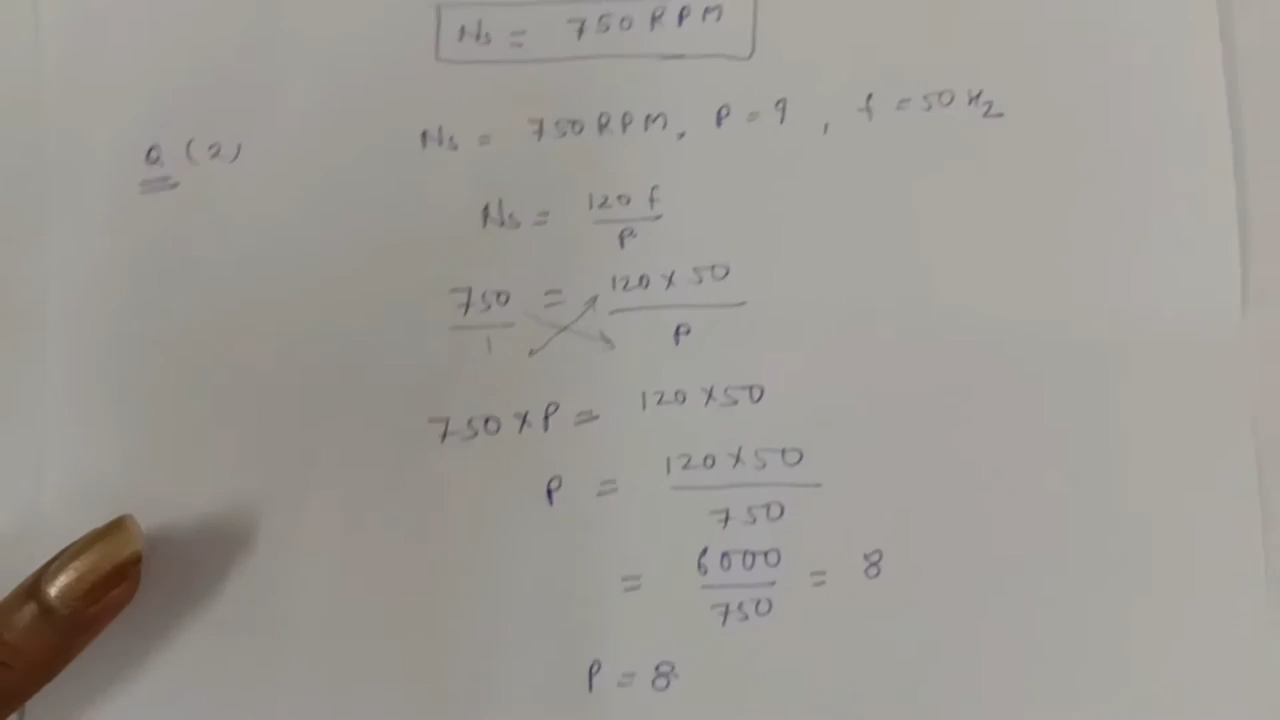 Ns = 750 RPM
Q (2) Ns = 750 RPM, P = ?, f = 50 Hz
Ns = 120 f / P
750 / 1 = 120 x 50 / P
750 x P = 120 x 50
P = 120 x 50 / 750
= 6000 / 750 = 8
P = 8